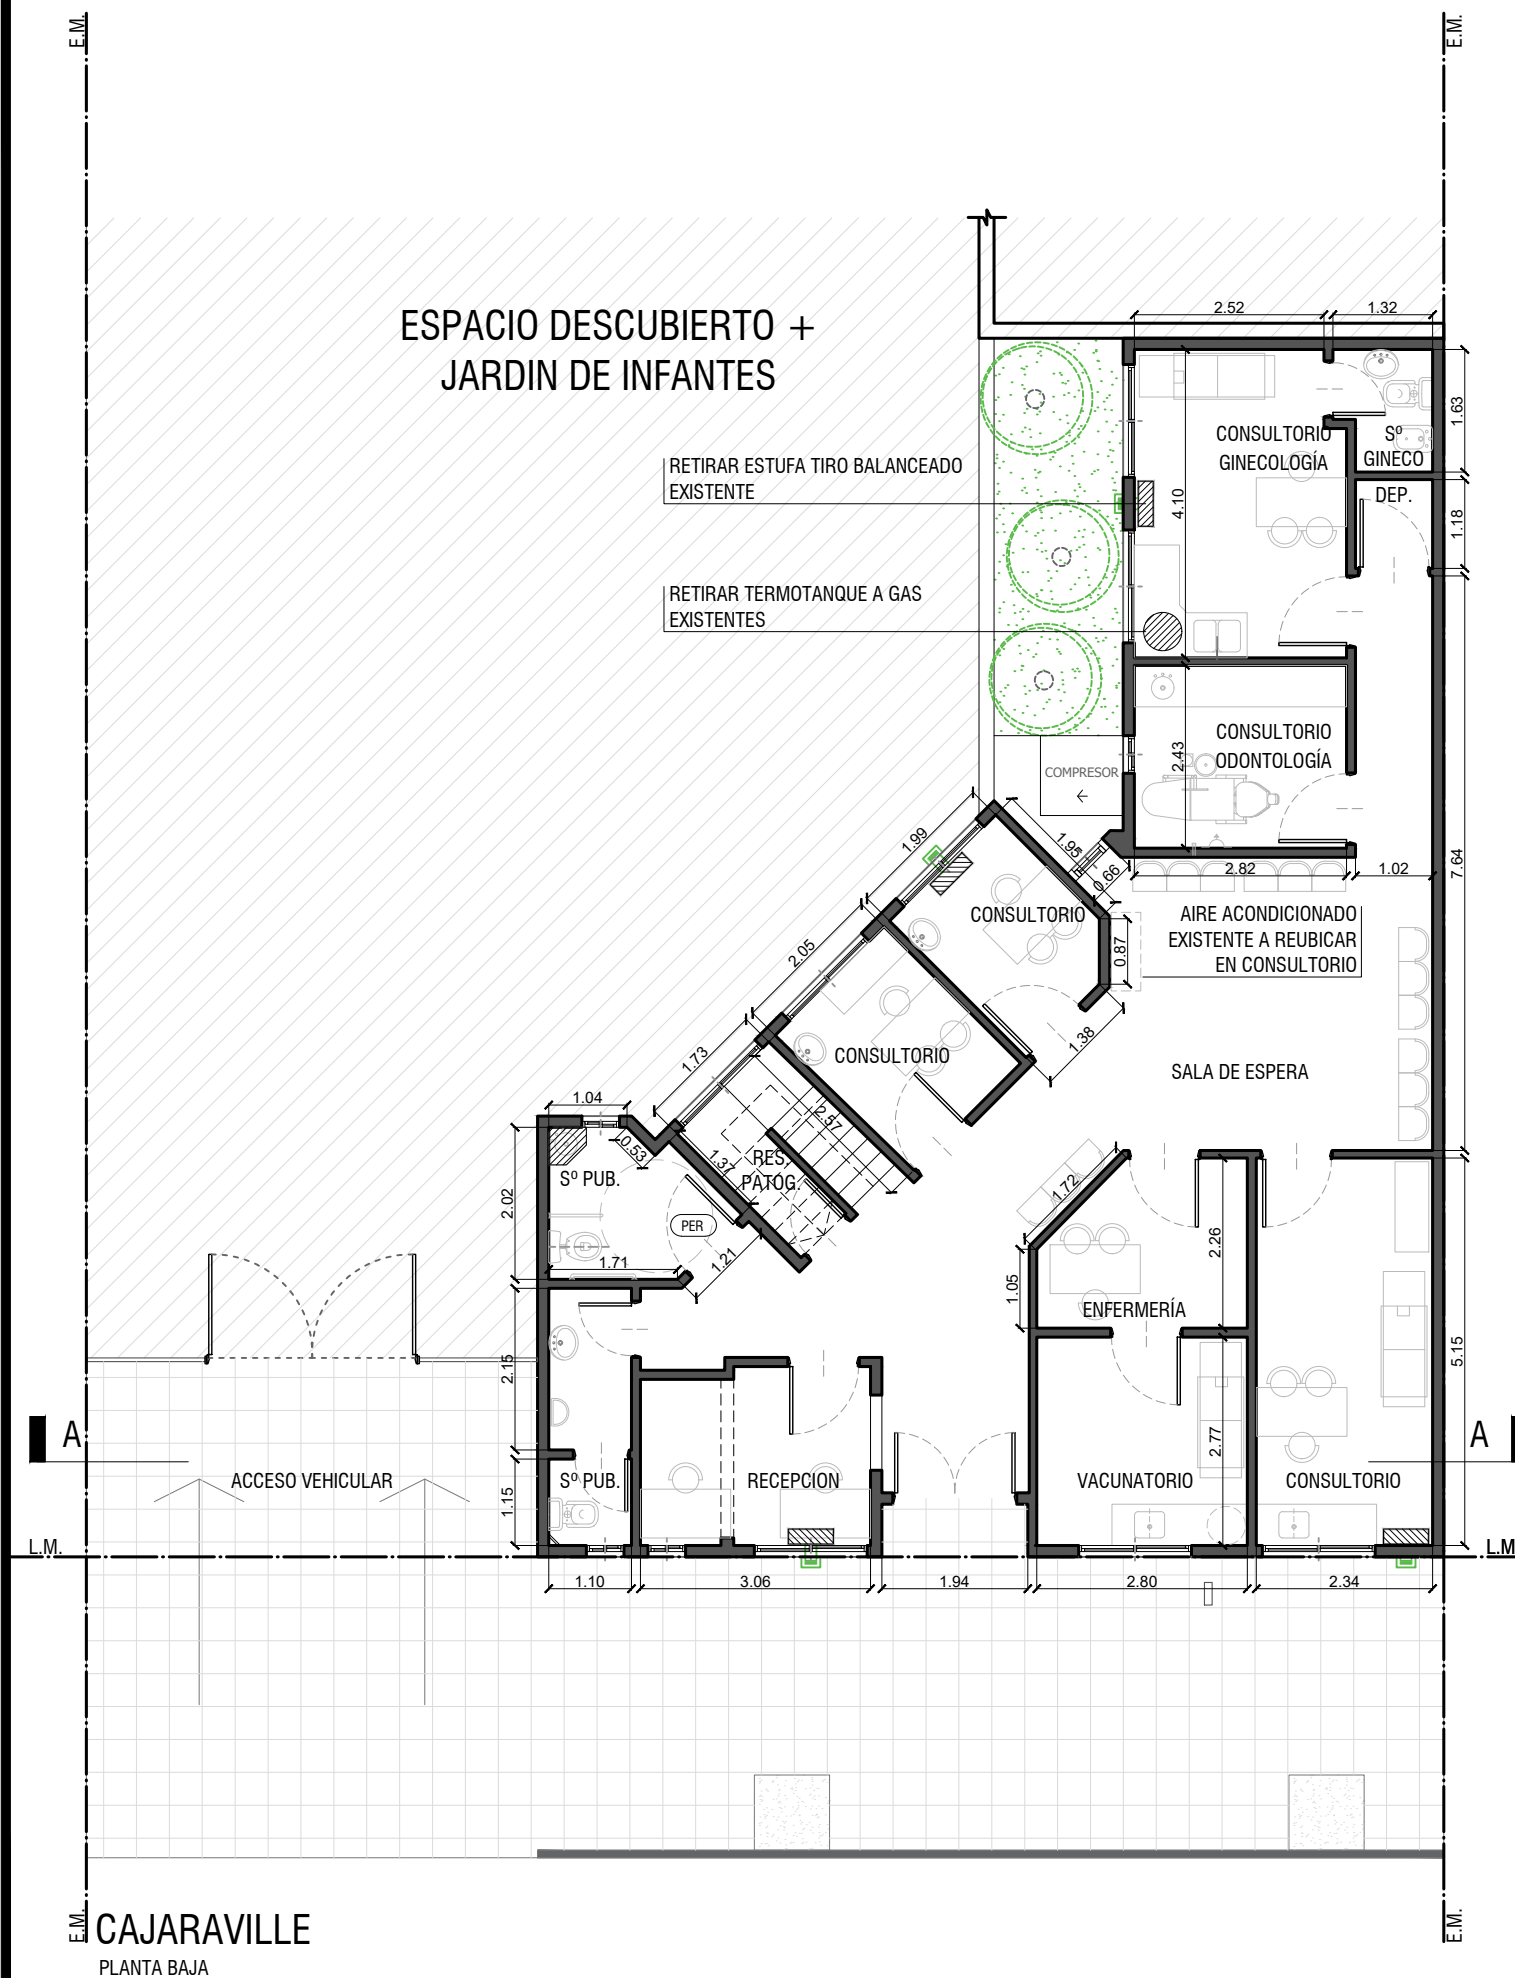 E.M.
E.M.
ESPACIO DESCUBIERTO +
JARDIN DE INFANTES
2.52
1.32
1.63
CONSULTORIO
GINECOLOGÍA
Sº
GINECO
RETIRAR ESTUFA TIRO BALANCEADO
EXISTENTE
4.10
DEP.
1.18
RETIRAR TERMOTANQUE A GAS
EXISTENTES
CONSULTORIO
ODONTOLOGÍA
2.43
COMPRESOR
1.99
1.95
0.66
2.82
1.02
7.64
CONSULTORIO
AIRE ACONDICIONADO
EXISTENTE A REUBICAR
EN CONSULTORIO
0.87
2.05
1.38
CONSULTORIO
SALA DE ESPERA
1.73
1.04
2.57
0.53
1.37
RES.
PATOG.
Sº PUB.
1.72
2.02
PER
1.71
1.21
2.26
1.05
ENFERMERÍA
2.15
5.15
A
A
2.77
ACCESO VEHICULAR
Sº PUB.
RECEPCION
VACUNATORIO
CONSULTORIO
1.15
L.M.
L.M
1.10
3.06
1.94
2.80
2.34
E.M.
E.M.
CAJARAVILLE
PLANTA BAJA